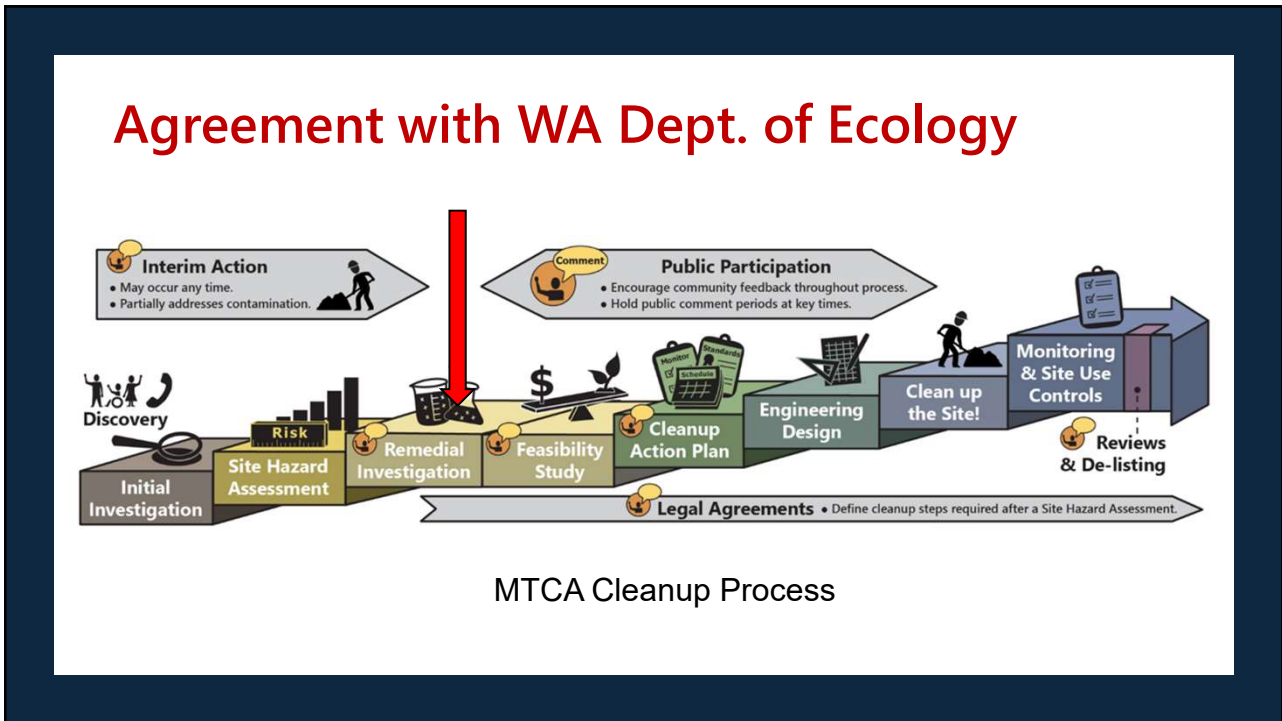 Agreement with WA Dept. of Ecology
Interim Action
• May occur any time.
• Partially addresses contamination.
Comment
Public Participation
• Encourage community feedback throughout process.
• Hold public comment periods at key times.
Discovery
Initial
Investigation
Risk
Site Hazard
Assessment
Remedial
Investigation
$
Feasibility
Study
Monitor
Standards
Schedule
Cleanup
Action Plan
Engineering
Design
Clean up
the Site!
Monitoring
& Site Use
Controls
Reviews
& De-listing
Legal Agreements • Define cleanup steps required after a Site Hazard Assessment.
MTCA Cleanup Process